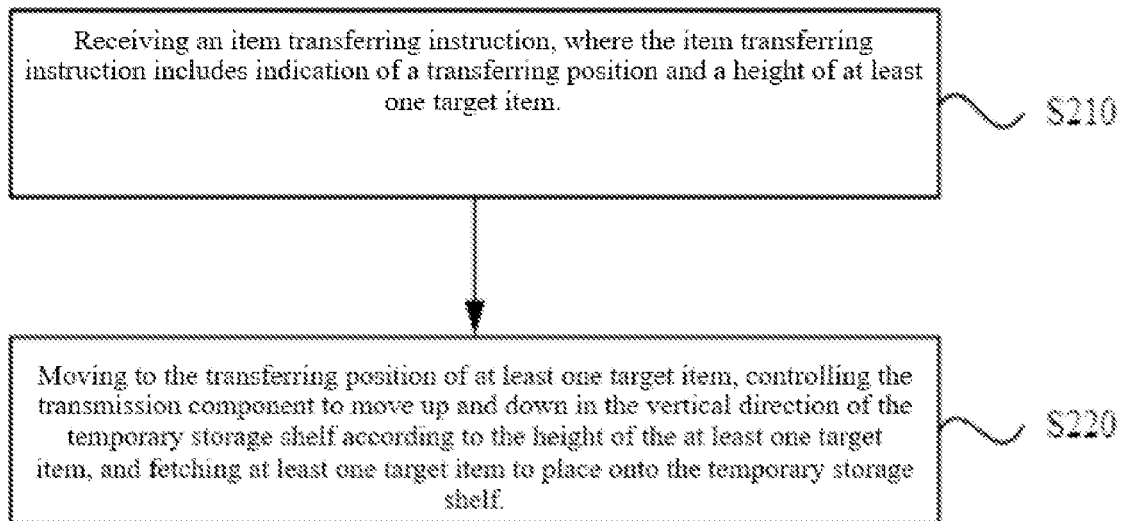 Receiving an item transferring instruction, where the item transferring
instruction includes indication of a transferring position and a height of at least
one target item.
S210
Moving to the transferring position of at least one target item, controlling the
transmission component to move up and down in the vertical direction of the
temporary storage shelf according to the height of the at least one target
item, and fetching at least one target item to place onto the temporary storage
shelf.
S220